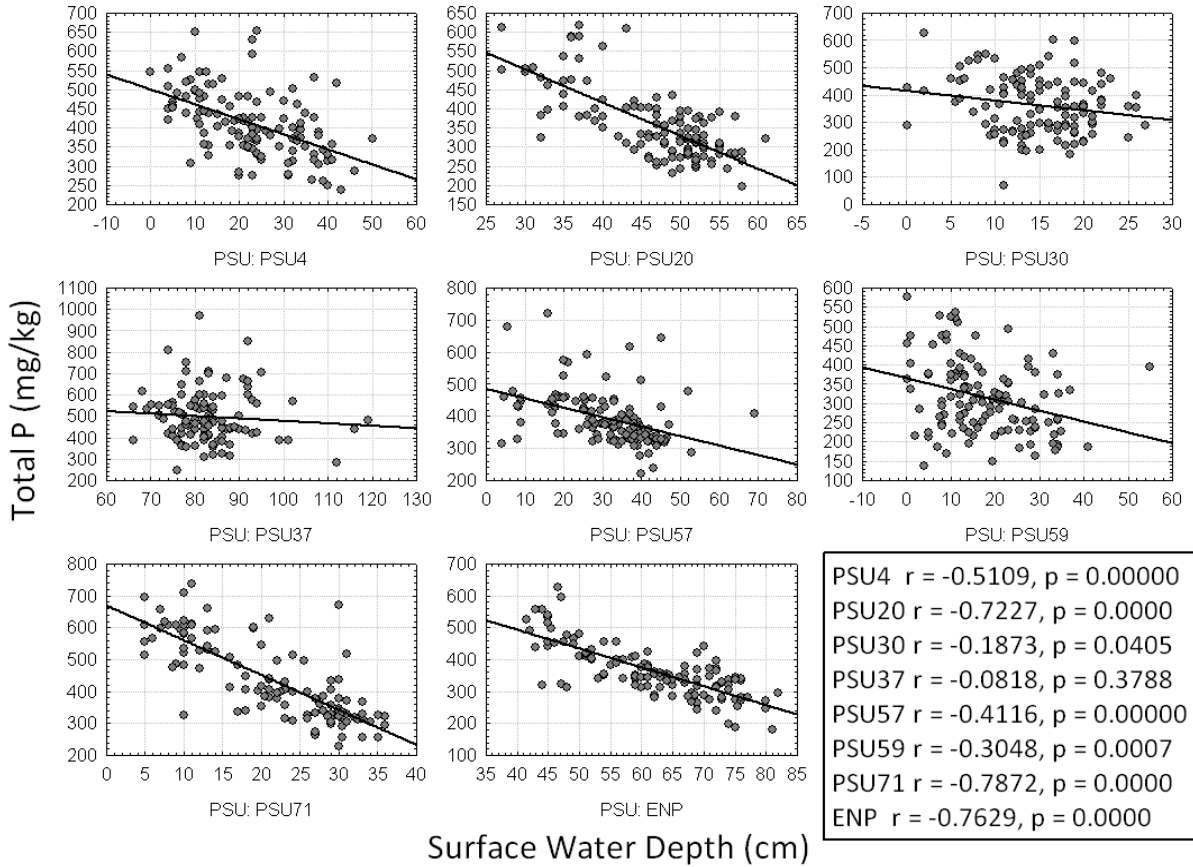 700
650
600
550
500
450
400
350
300
250
200
-10 0 10 20 30 40 50 60
PSU: PSU4
650
600
550
500
450
400
350
300
250
200
150
25 30 35 40 45 50 55 60 65
PSU: PSU20
700
600
500
400
300
200
100
0
-5 0 5 10 15 20 25 30
PSU: PSU30
Total P (mg/kg)
1100
1000
900
800
700
600
500
400
300
200
60 70 80 90 100 110 120 130
PSU: PSU37
800
700
600
500
400
300
200
0 10 20 30 40 50 60 70 80
PSU: PSU57
600
550
500
450
400
350
300
250
200
150
100
-10 0 10 20 30 40 50 60
PSU: PSU59
800
700
600
500
400
300
200
0 5 10 15 20 25 30 35 40
PSU: PSU71
700
600
500
400
300
200
100
35 40 45 50 55 60 65 70 75 80 85
PSU: ENP
PSU4 r = -0.5109, p = 0.00000
PSU20 r = -0.7227, p = 0.0000
PSU30 r = -0.1873, p = 0.0405
PSU37 r = -0.0818, p = 0.3788
PSU57 r = -0.4116, p = 0.00000
PSU59 r = -0.3048, p = 0.0007
PSU71 r = -0.7872, p = 0.0000
ENP r = -0.7629, p = 0.0000
Surface Water Depth (cm)